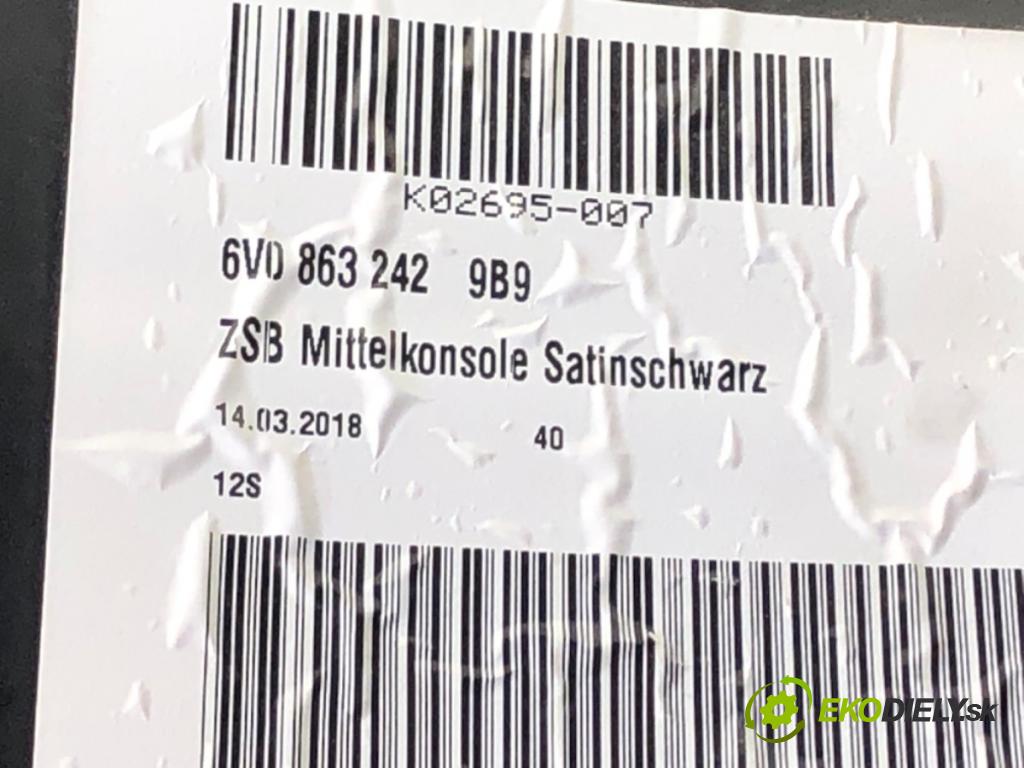 K02695-007
6V0 863 242 9B9
ZSB Mittelkonsole Satinschwarz
14.03.2018 40
12S
EKODIELY.sk